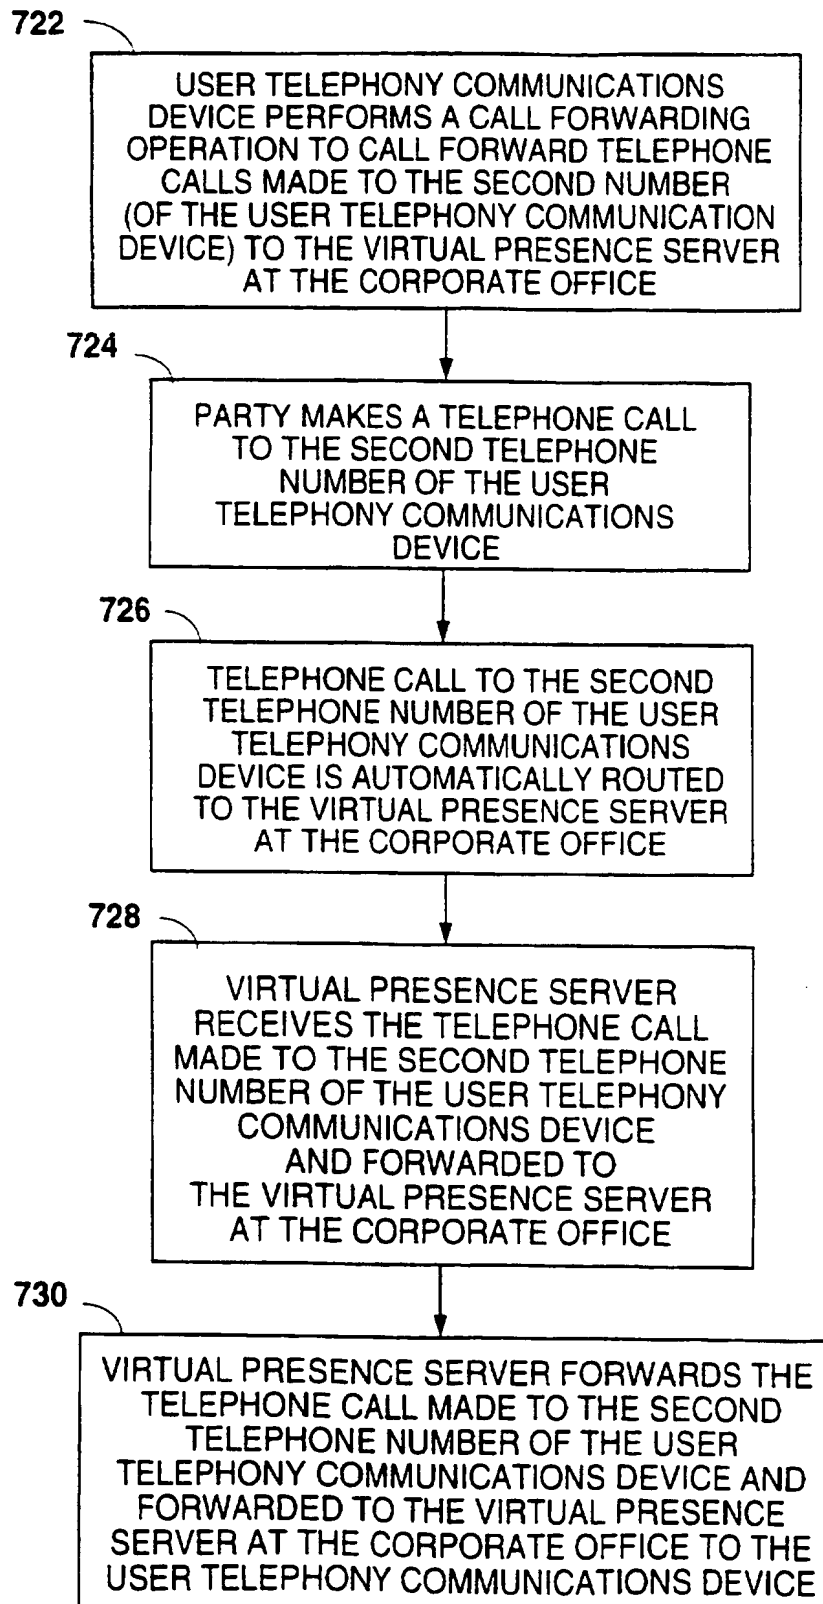 722
USER TELEPHONY COMMUNICATIONS
DEVICE PERFORMS A CALL FORWARDING
OPERATION TO CALL FORWARD TELEPHONE
CALLS MADE TO THE SECOND NUMBER
(OF THE USER TELEPHONY COMMUNICATION
DEVICE) TO THE VIRTUAL PRESENCE SERVER
AT THE CORPORATE OFFICE
724
PARTY MAKES A TELEPHONE CALL
TO THE SECOND TELEPHONE
NUMBER OF THE USER
TELEPHONY COMMUNICATIONS
DEVICE
726
TELEPHONE CALL TO THE SECOND
TELEPHONE NUMBER OF THE USER
TELEPHONY COMMUNICATIONS
DEVICE IS AUTOMATICALLY ROUTED
TO THE VIRTUAL PRESENCE SERVER
AT THE CORPORATE OFFICE
728
VIRTUAL PRESENCE SERVER
RECEIVES THE TELEPHONE CALL
MADE TO THE SECOND TELEPHONE
NUMBER OF THE USER TELEPHONY
COMMUNICATIONS DEVICE
AND FORWARDED TO
THE VIRTUAL PRESENCE SERVER
AT THE CORPORATE OFFICE
730
VIRTUAL PRESENCE SERVER FORWARDS THE
TELEPHONE CALL MADE TO THE SECOND
TELEPHONE NUMBER OF THE USER
TELEPHONY COMMUNICATIONS DEVICE AND
FORWARDED TO THE VIRTUAL PRESENCE
SERVER AT THE CORPORATE OFFICE TO THE
USER TELEPHONY COMMUNICATIONS DEVICE